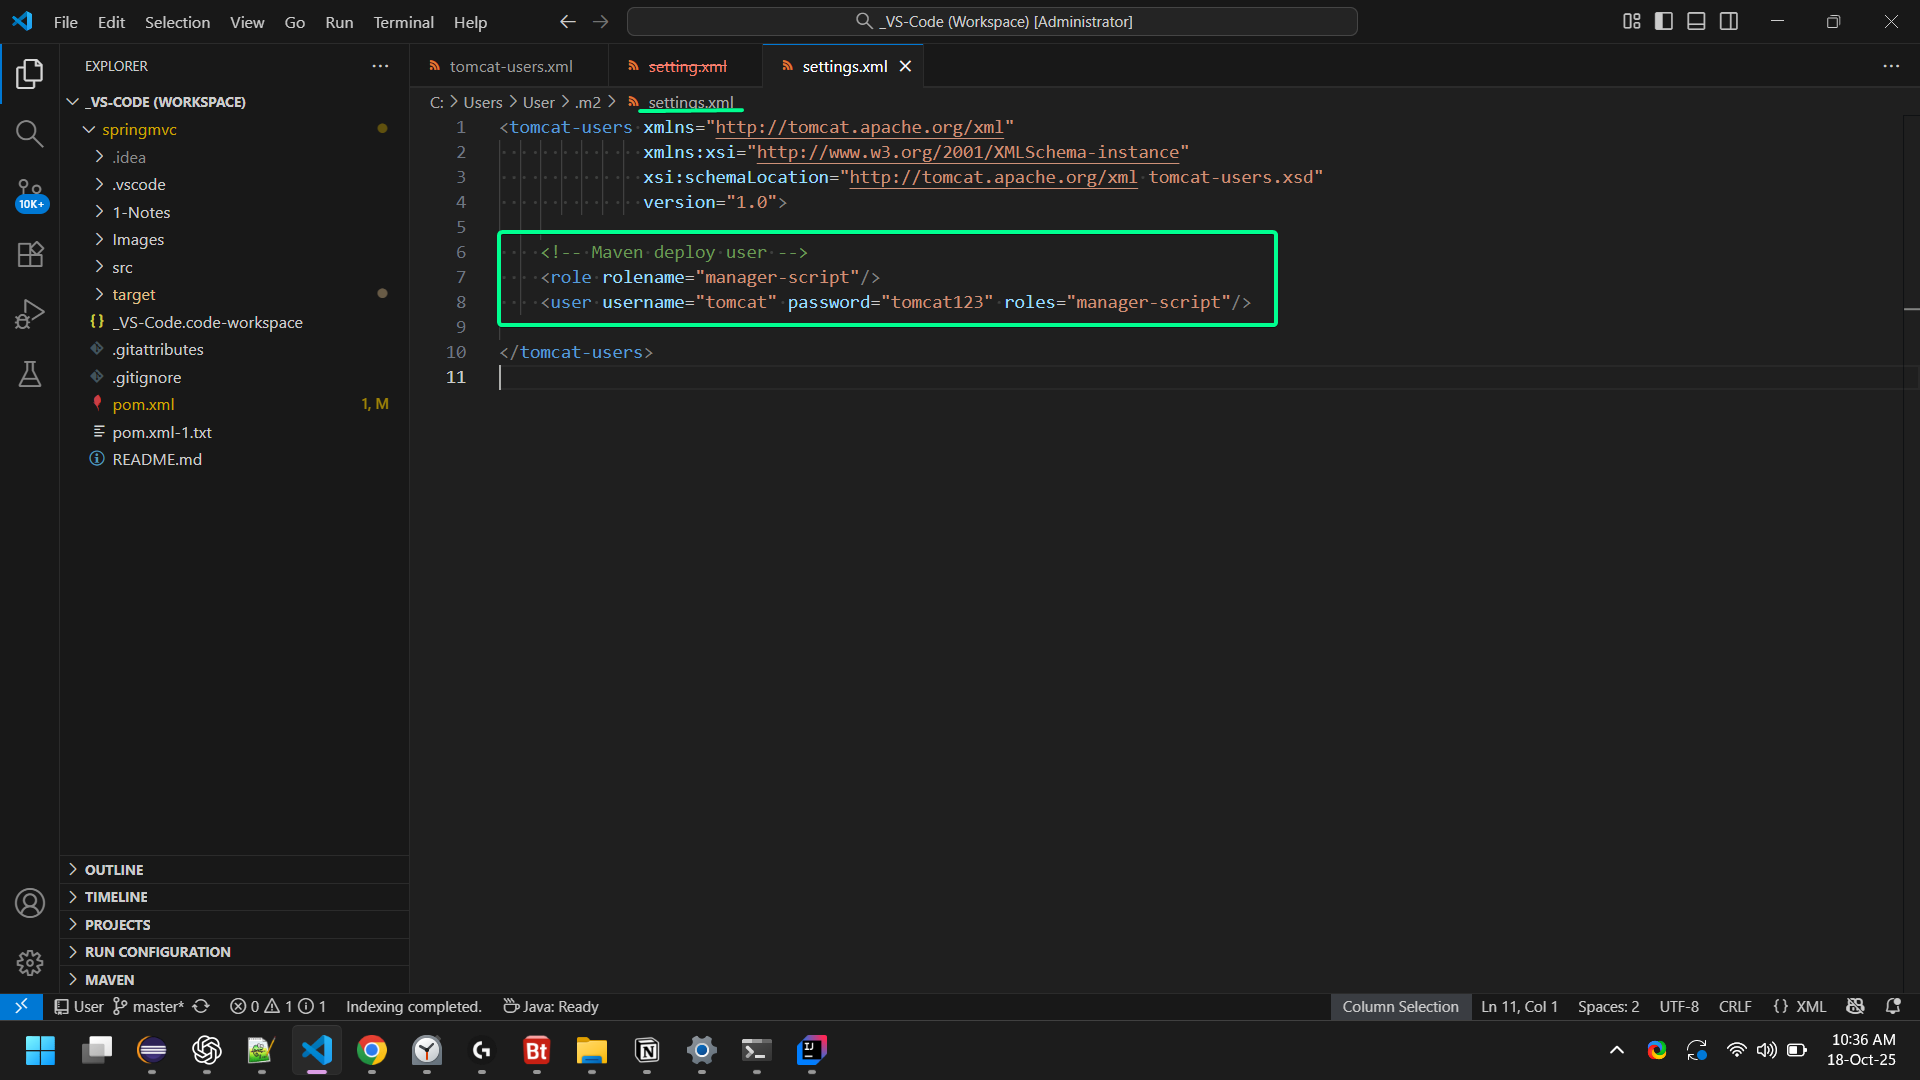 File Edit Selection View Go Run Terminal Help
_VS-Code (Workspace) [Administrator]
EXPLORER
tomcat-users.xml
setting.xml
settings.xml
C: > Users > User > .m2 > settings.xml
_VS-CODE (WORKSPACE)
springmvc
.idea
.vscode
1-Notes
Images
src
target
_VS-Code.code-workspace
.gitattributes
.gitignore
pom.xml 1, M
pom.xml-1.txt
README.md
10K+
1 <tomcat-users xmlns="http://tomcat.apache.org/xml"
2 xmlns:xsi="http://www.w3.org/2001/XMLSchema-instance"
3 xsi:schemaLocation="http://tomcat.apache.org/xml tomcat-users.xsd"
4 version="1.0">
5
6 <!-- Maven deploy user -->
7 <role rolename="manager-script"/>
8 <user username="tomcat" password="tomcat123" roles="manager-script"/>
9
10 </tomcat-users>
11
OUTLINE
TIMELINE
PROJECTS
RUN CONFIGURATION
MAVEN
User master* 0 1 1 Indexing completed. Java: Ready
Column Selection Ln 11, Col 1 Spaces: 2 UTF-8 CRLF {} XML
Bt
IJ
10:36 AM
18-Oct-25